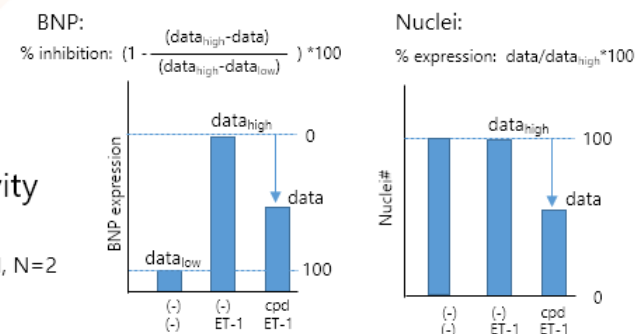 BNP:
% inhibition: (1 - (data_high-data) / (data_high-data_low) ) *100
data_high
0
data
data_low
100
BNP expression
(-) (-) cpd
(-) ET-1 ET-1
Nuclei:
% expression: data/data_high*100
data_high
100
data
0
Nuclei#
(-) (-) cpd
(-) ET-1 ET-1
vity
, N=2